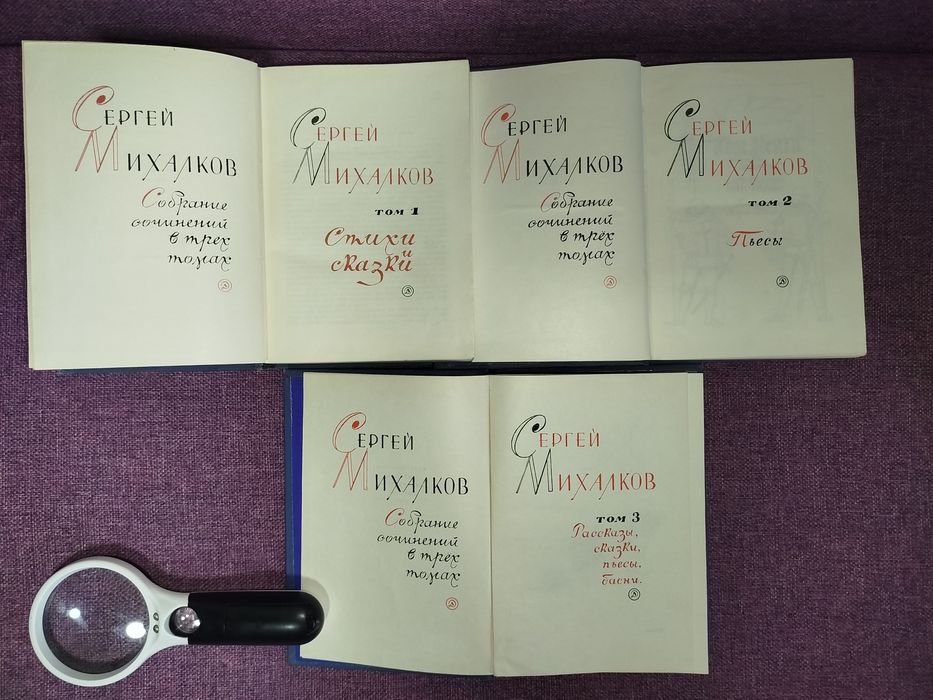 Сергей
Михалков
Собрание
сочинений
в трех
томах
Сергей
Михалков
том 1
Стихи
и
сказки
Сергей
Михалков
Собрание
сочинений
в трех
томах
Сергей
Михалков
том 2
Пьесы
Сергей
Михалков
Собрание
сочинений
в трех
томах
Сергей
Михалков
том 3
Рассказы,
сказки,
пьесы,
басни.